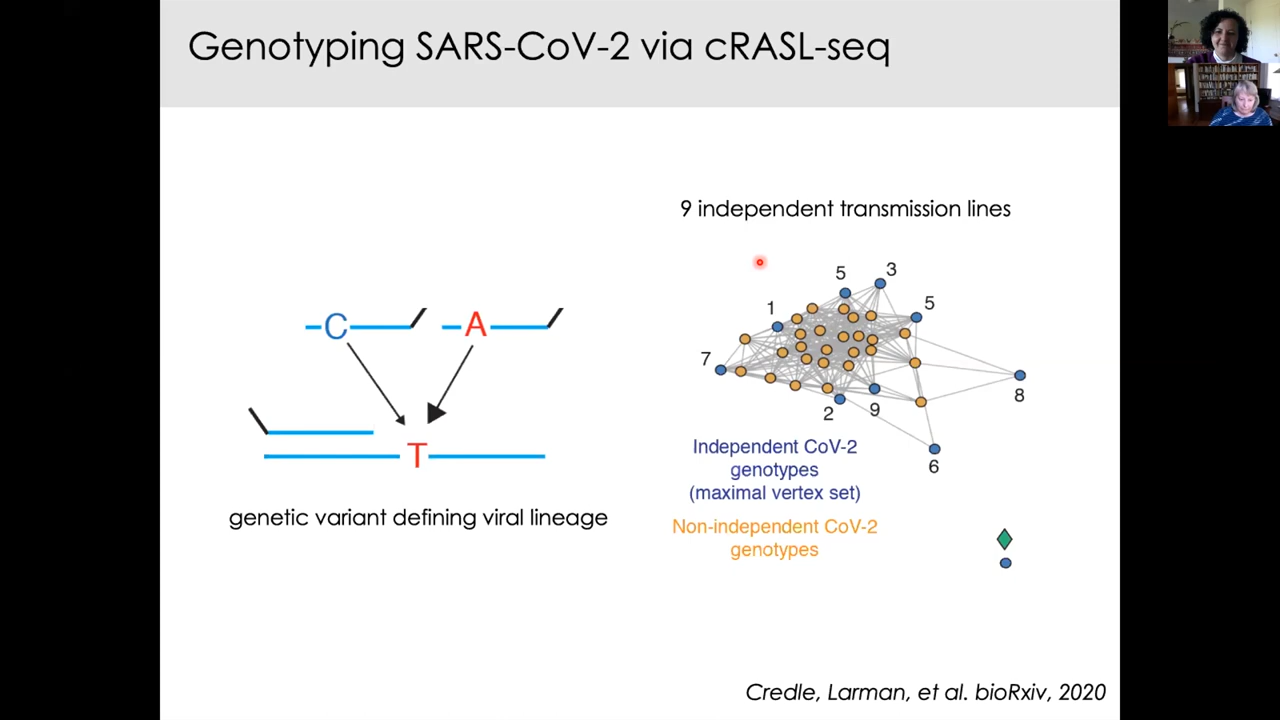 Genotyping SARS-CoV-2 via cRASL-seq
9 independent transmission lines
C
A
T
genetic variant defining viral lineage
5
3
1
5
7
8
2
9
6
Independent CoV-2
genotypes
(maximal vertex set)
Non-independent CoV-2
genotypes
Credle, Larman, et al. bioRxiv, 2020